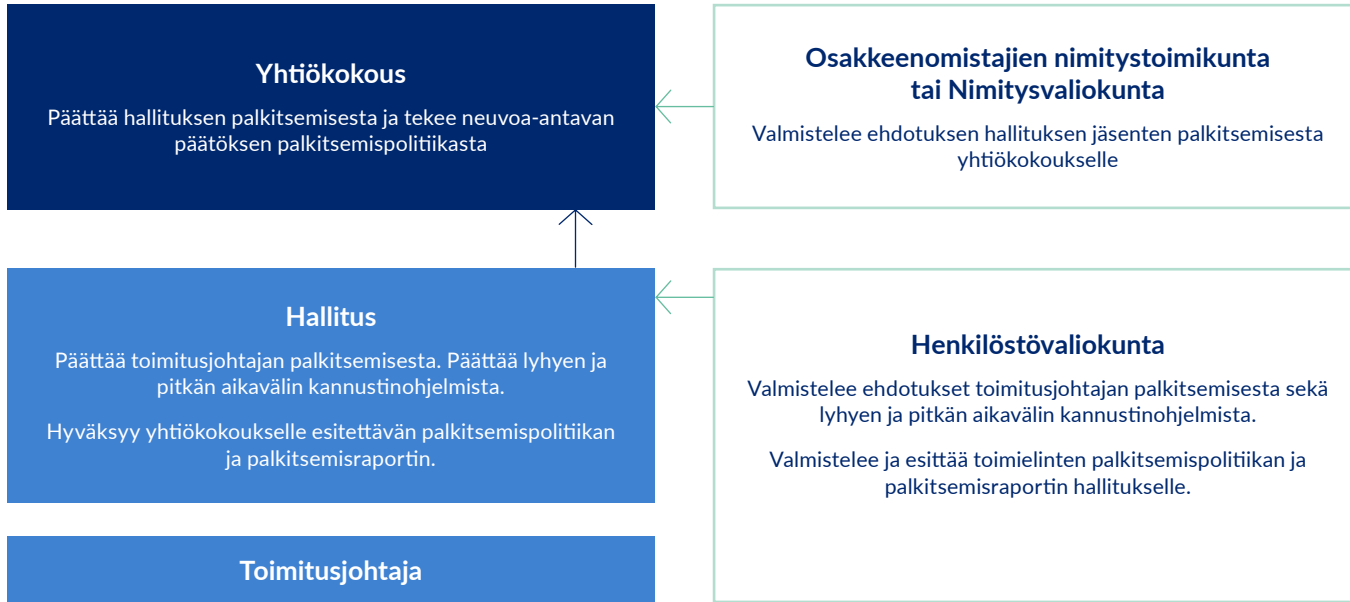 Yhtiökokous
Päättää hallituksen palkitsemisesta ja tekee neuvoa-antavan
päätöksen palkitsemispolitiikasta
Osakkeenomistajien nimitystoimikunta
tai Nimitysvaliokunta
Valmistelee ehdotuksen hallituksen jäsenten palkitsemisesta
yhtiökokoukselle
Hallitus
Päättää toimitusjohtajan palkitsemisesta. Päättää lyhyen ja
pitkän aikavälin kannustinohjelmista.
Hyväksyy yhtiökokoukselle esitettävän palkitsemispolitiikan
ja palkitsemisraportin.
Henkilöstövaliokunta
Valmistelee ehdotukset toimitusjohtajan palkitsemisesta sekä
lyhyen ja pitkän aikavälin kannustinohjelmista.
Valmistelee ja esittää toimielinten palkitsemispolitiikan ja
palkitsemisraportin hallitukselle.
Toimitusjohtaja